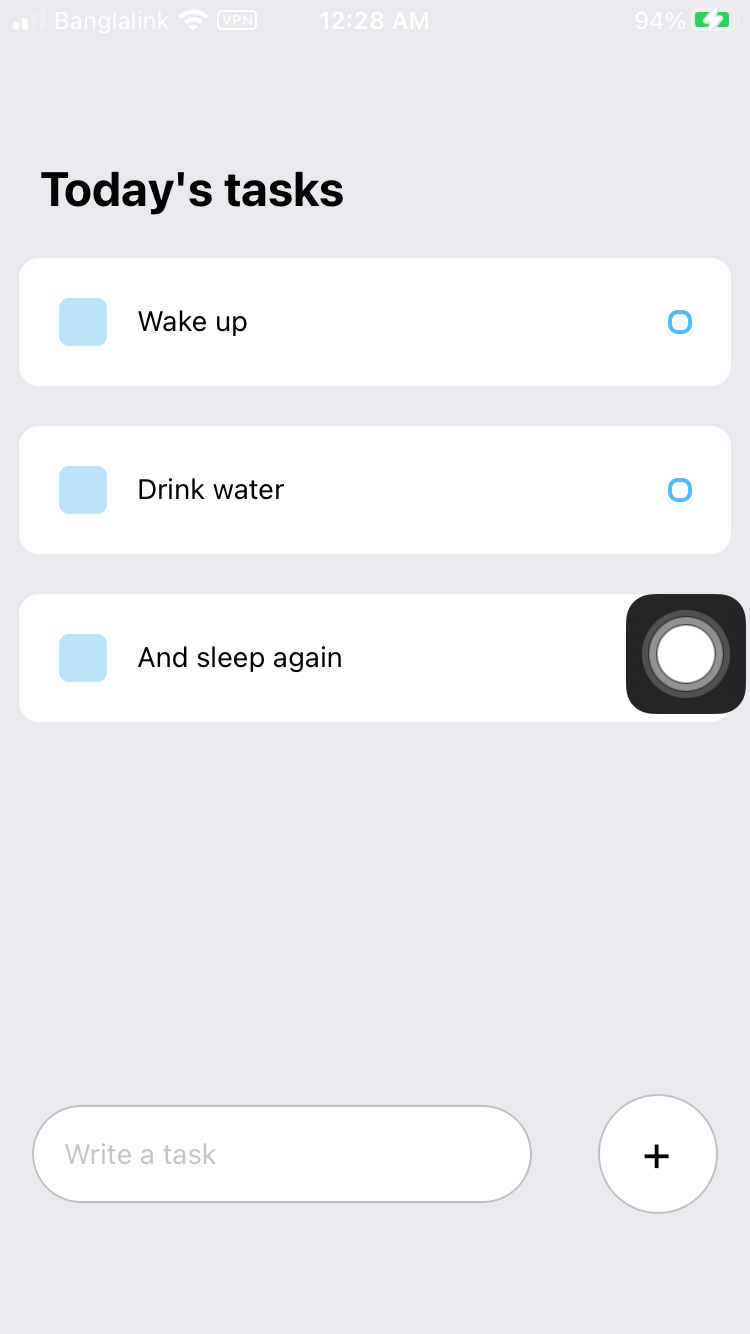 Banglalink VPN 12:28 AM 94%
Today's tasks
Wake up
Drink water
And sleep again
Write a task
+